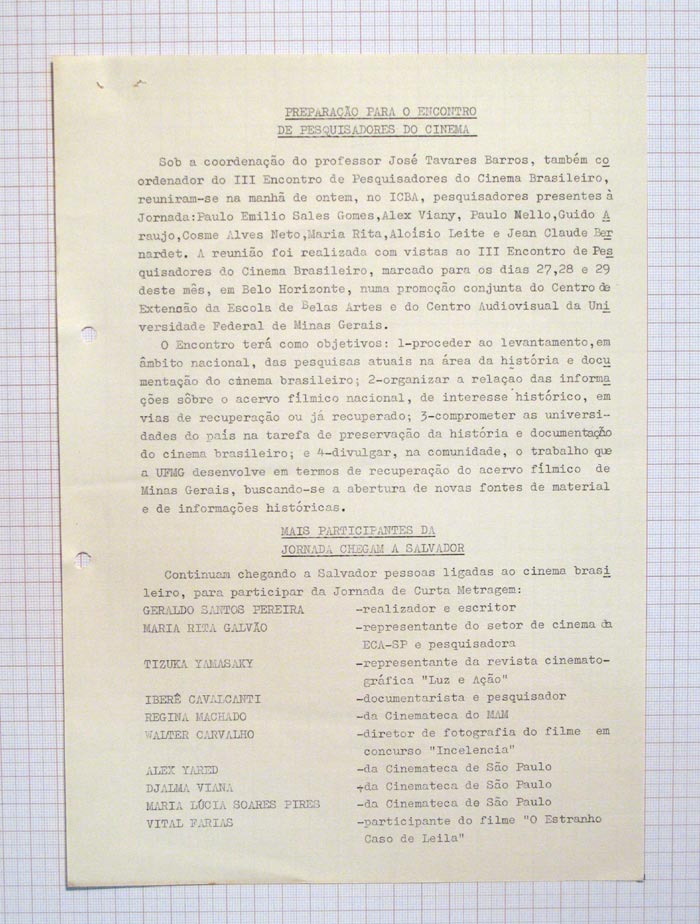 PREPARAÇÃO PARA O ENCONTRO
DE PESQUISADORES DO CINEMA
Sob a coordenação do professor José Tavares Barros, também co
ordenador do III Encontro de Pesquisadores do Cinema Brasileiro,
reuniram-se na manhã de ontem, no ICBA, pesquisadores presentes à
Jornada:Paulo Emilio Sales Gomes,Alex Viany, Paulo Mello,Guido A
raujo,Cosme Alves Neto,Maria Rita,Aloísio Leite e Jean Claude Ber
nardet. A reunião foi realizada com vistas ao III Encontro de Pes
quisadores do Cinema Brasileiro, marcado para os dias 27,28 e 29
deste mês, em Belo Horizonte, numa promoção conjunta do Centro de
Extensão da Escola de Belas Artes e do Centro Audiovisual da Uni
versidade Federal de Minas Gerais.
O Encontro terá como objetivos: 1-proceder ao levantamento,em
âmbito nacional, das pesquisas atuais na área da história e docu
mentação do cinema brasileiro; 2-organizar a relação das informa
ções sôbre o acervo fílmico nacional, de interesse histórico, em
vias de recuperação ou já recuperado; 3-comprometer as universi-
dades do país na tarefa de preservação da história e documentação
do cinema brasileiro; e 4-divulgar, na comunidade, o trabalho que
a UFMG desenvolve em termos de recuperação do acervo fílmico de
Minas Gerais, buscando-se a abertura de novas fontes de material
e de informações históricas.
MAIS PARTICIPANTES DA
JORNADA CHEGAM A SALVADOR
Continuam chegando a Salvador pessoas ligadas ao cinema brasi
leiro, para participar da Jornada de Curta Metragem:
GERALDO SANTOS PEREIRA -realizador e escritor
MARIA RITA GALVÃO -representante do setor de cinema da
ECA-SP e pesquisadora
TIZUKA YAMASAKY -representante da revista cinemato-
gráfica "Luz e Ação"
IBERÊ CAVALCANTI -documentarista e pesquisador
REGINA MACHADO -da Cinemateca do MAM
WALTER CARVALHO -diretor de fotografia do filme em
concurso "Incelencia"
ALEX YARED -da Cinemateca de São Paulo
DJALMA VIANA -da Cinemateca de São Paulo
MARIA LÚCIA SOARES PIRES -da Cinemateca de São Paulo
VITAL FARIAS -participante do filme "O Estranho
Caso de Leila"